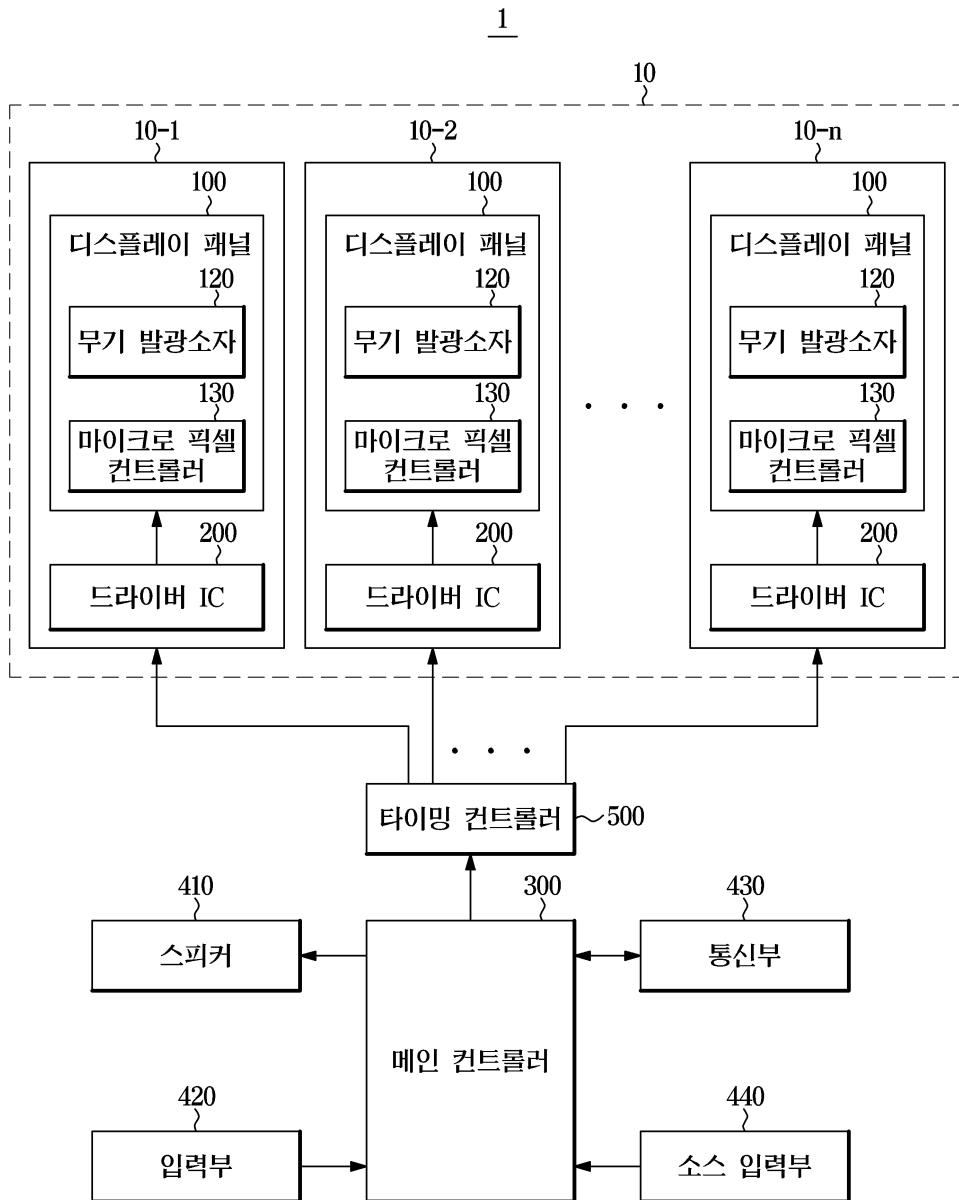 1
10
10-1 10-2 10-n
100 100 100
디스플레이 패널 디스플레이 패널 디스플레이 패널
120 120 120
무기 발광소자 무기 발광소자 무기 발광소자
130 130 130
마이크로 픽셀 마이크로 픽셀 마이크로 픽셀
컨트롤러 컨트롤러 컨트롤러
200 200 200
드라이버 IC 드라이버 IC 드라이버 IC
타이밍 컨트롤러 500
410 300 430
스피커 통신부
메인 컨트롤러
420 440
입력부 소스 입력부